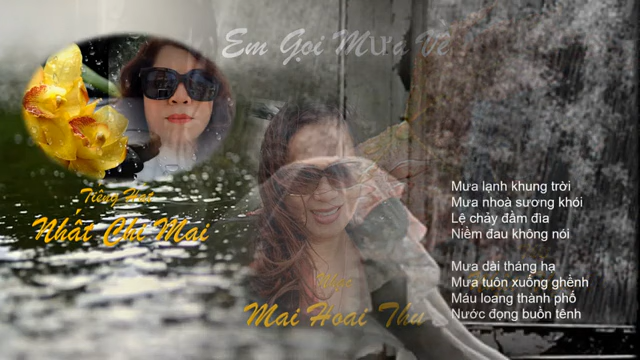 Em Gọi Mưa Về
Tiếng Hát
Nhất Chi Mai
Nhạc
Mai Hoai Thu
Mưa lạnh khung trời
Mưa nhoà sương khói
Lệ chảy đầm đìa
Niềm đau không nói
Mưa dài tháng hạ
Mưa tuôn xuống ghềnh
Máu loang thành phố
Nước đọng buồn tênh